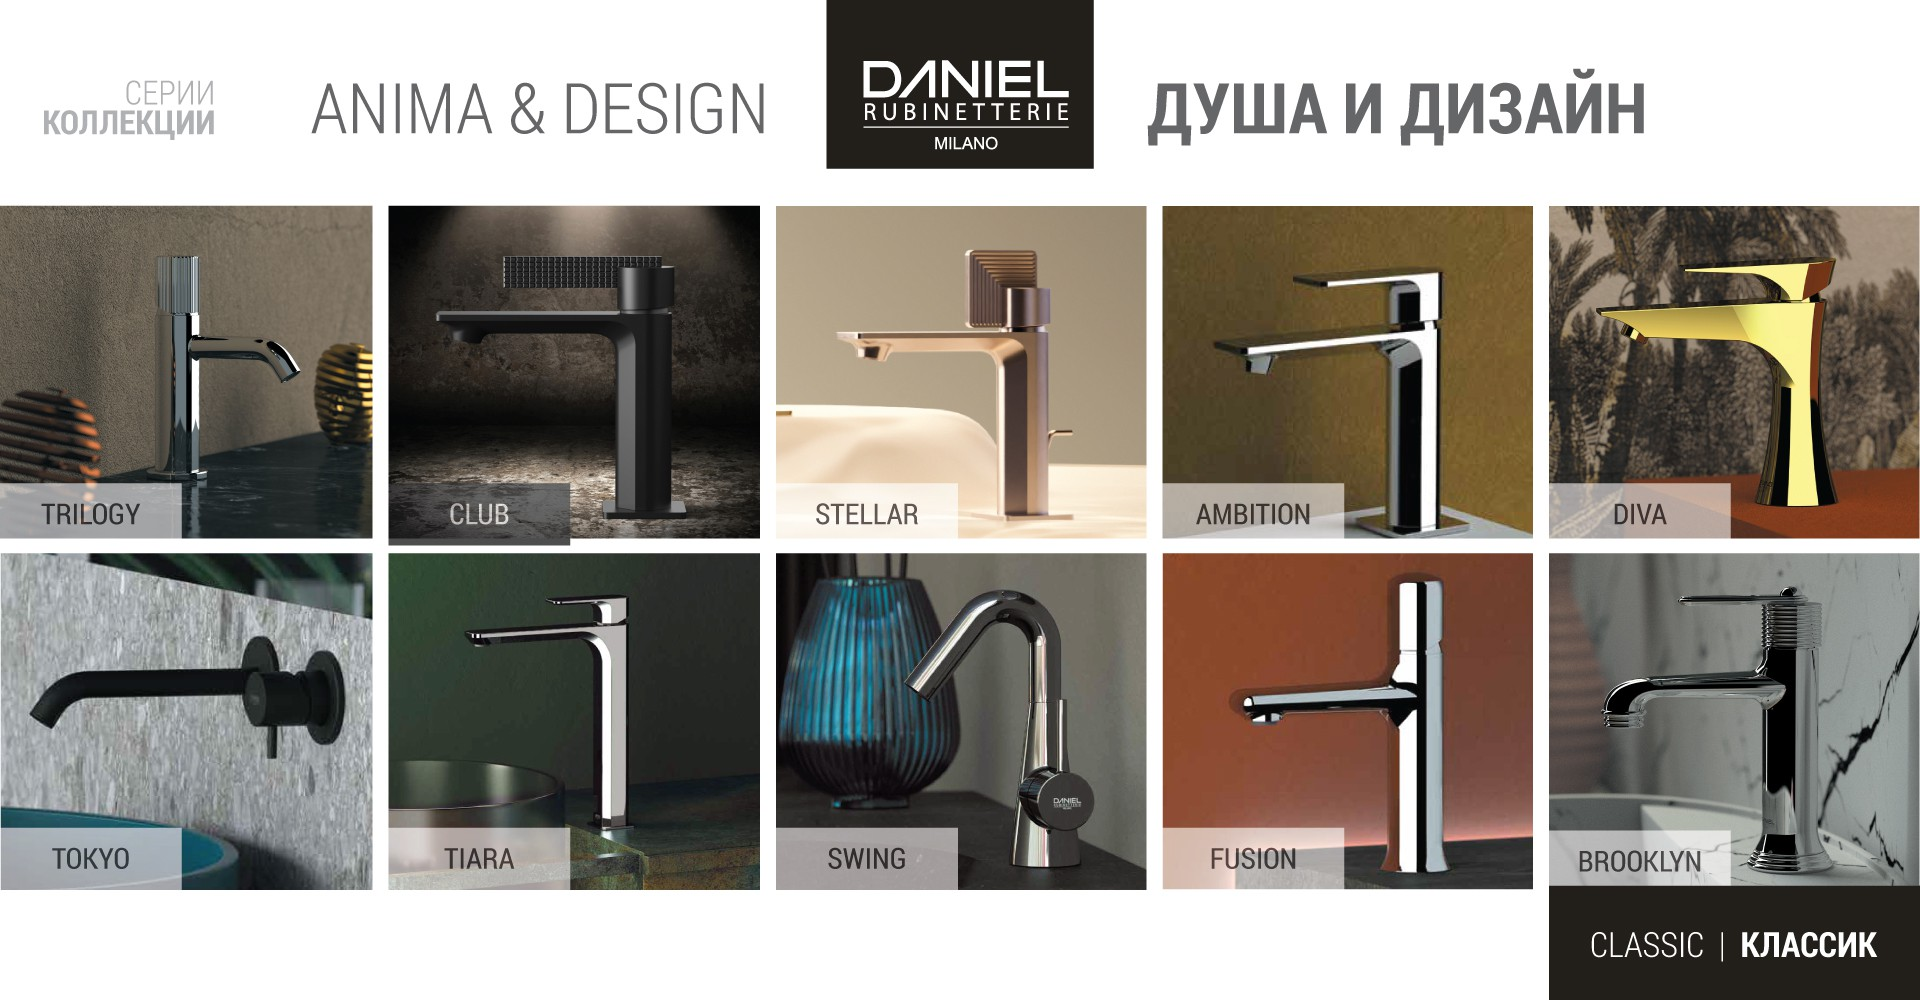 СЕРИИ
КОЛЛЕКЦИИ
ANIMA & DESIGN
DANIEL
RUBINETTERIE
MILANO
ДУША И ДИЗАЙН
TRILOGY
CLUB
STELLAR
AMBITION
DIVA
TOKYO
TIARA
DANIEL
SWING
FUSION
BROOKLYN
CLASSIC | КЛАССИК